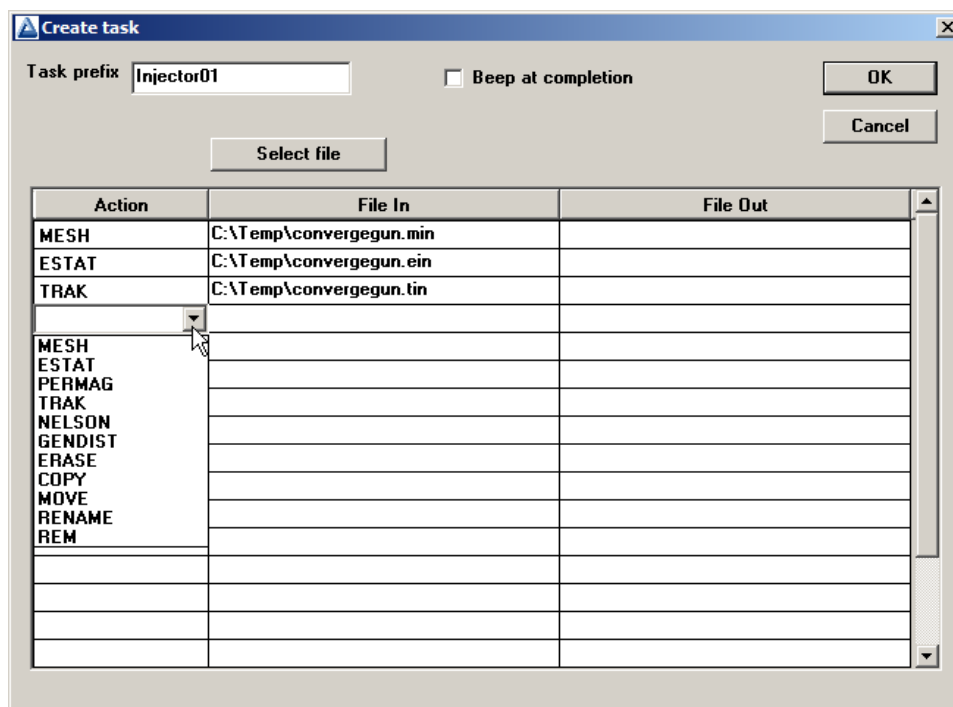 Create task
Task prefix Injector01 Beep at completion OK
Cancel
Select file
Action File In File Out
MESH C:\Temp\convergegun.min
ESTAT C:\Temp\convergegun.ein
TRAK C:\Temp\convergegun.tin
MESH
ESTAT
PERMAG
TRAK
NELSON
GENDIST
ERASE
COPY
MOVE
RENAME
REM